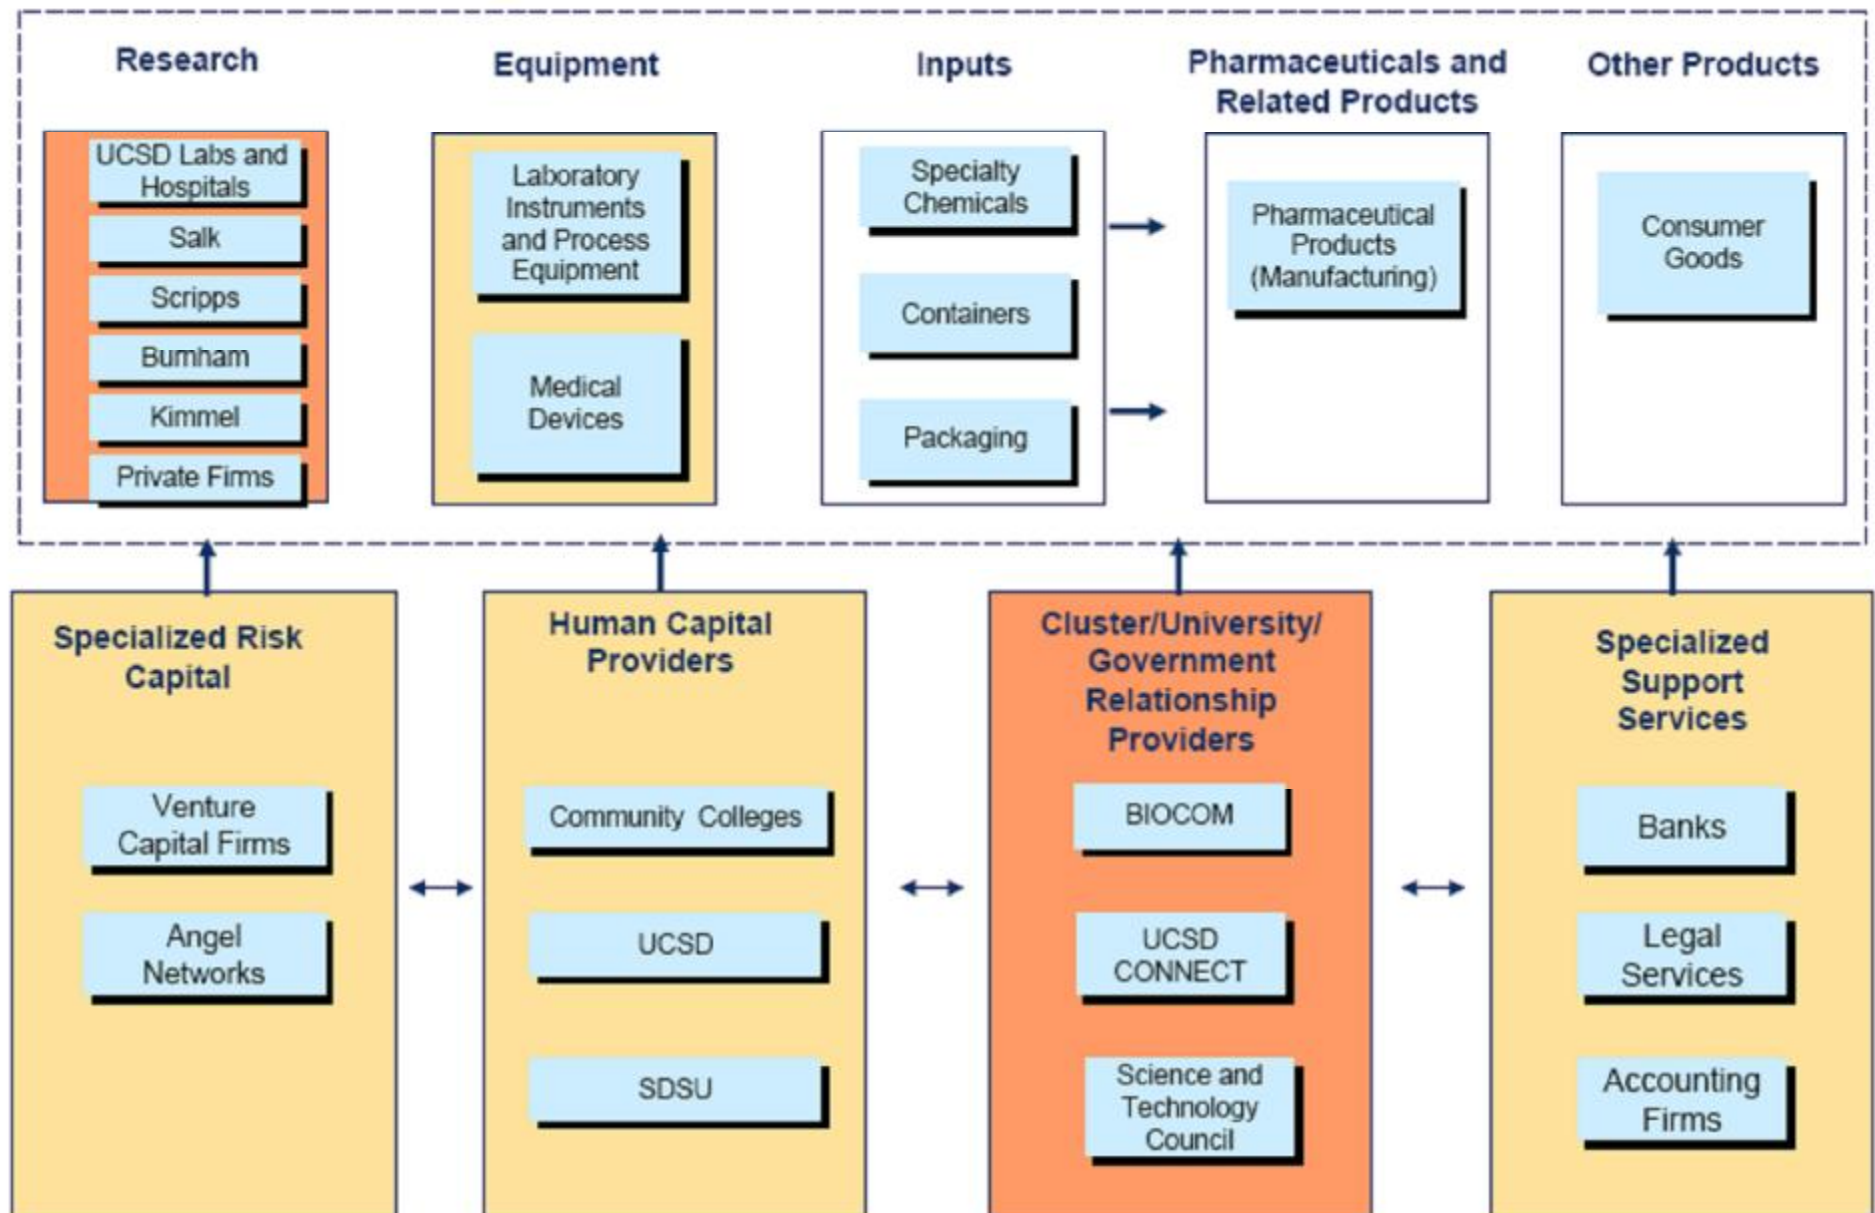 Research
Equipment
Inputs
Pharmaceuticals and
Related Products
Other Products
UCSD Labs and
Hospitals
Salk
Scripps
Burnham
Kimmel
Private Firms
Laboratory
Instruments
and Process
Equipment
Medical
Devices
Specialty
Chemicals
Containers
Packaging
Pharmaceutical
Products
(Manufacturing)
Consumer
Goods
Specialized Risk
Capital
Venture
Capital Firms
Angel
Networks
Human Capital
Providers
Community Colleges
UCSD
SDSU
Cluster/University/
Government
Relationship
Providers
BIOCOM
UCSD
CONNECT
Science and
Technology
Council
Specialized
Support
Services
Banks
Legal
Services
Accounting
Firms